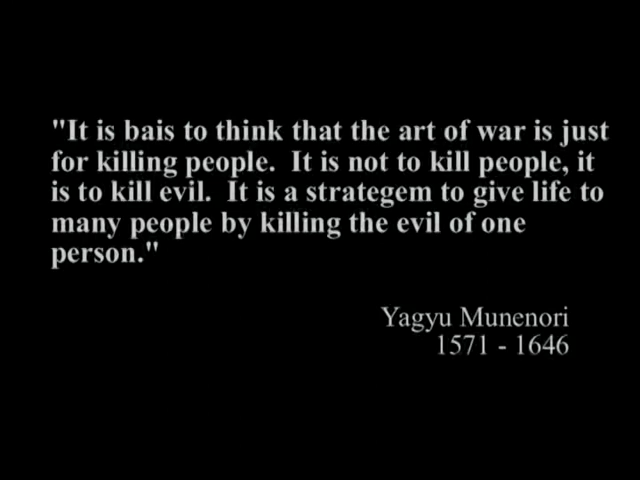 "It is bais to think that the art of war is just
for killing people.  It is not to kill people, it
is to kill evil.  It is a strategem to give life to
many people by killing the evil of one
person."
Yagyu Munenori
1571 - 1646